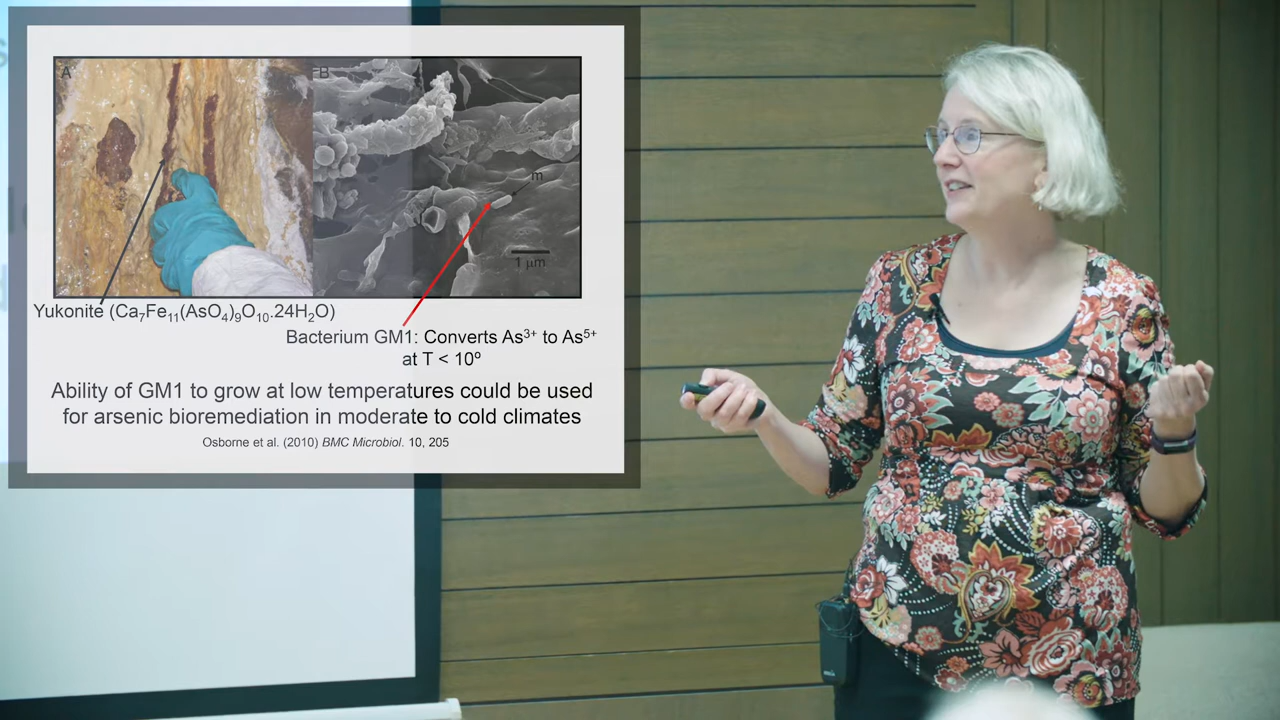 A
B
m
1 μm
Yukonite (Ca₇Fe₁₁(AsO₄)₉O₁₀.24H₂O)
Bacterium GM1: Converts As³⁺ to As⁵⁺
at T < 10º
Ability of GM1 to grow at low temperatures could be used
for arsenic bioremediation in moderate to cold climates
Osborne et al. (2010) BMC Microbiol. 10, 205